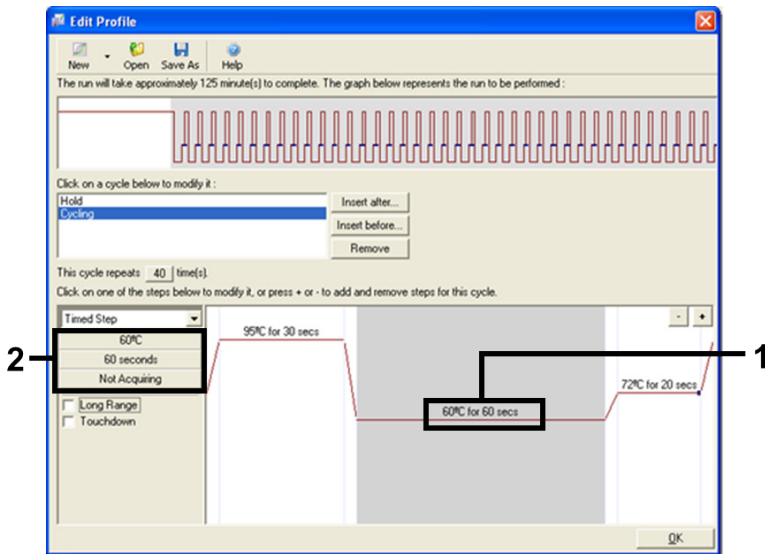 Edit Profile
New Open Save As Help
The run will take approximately 125 minute(s) to complete. The graph below represents the run to be performed :
Click on a cycle below to modify it :
Hold
Cycling
Insert after...
Insert before...
Remove
This cycle repeats 40 time(s).
Click on one of the steps below to modify it, or press + or - to add and remove steps for this cycle.
Timed Step
- +
60ºC
60 seconds
Not Acquiring
Long Range
Touchdown
95ºC for 30 secs
60ºC for 60 secs
72ºC for 20 secs
2
1
OK